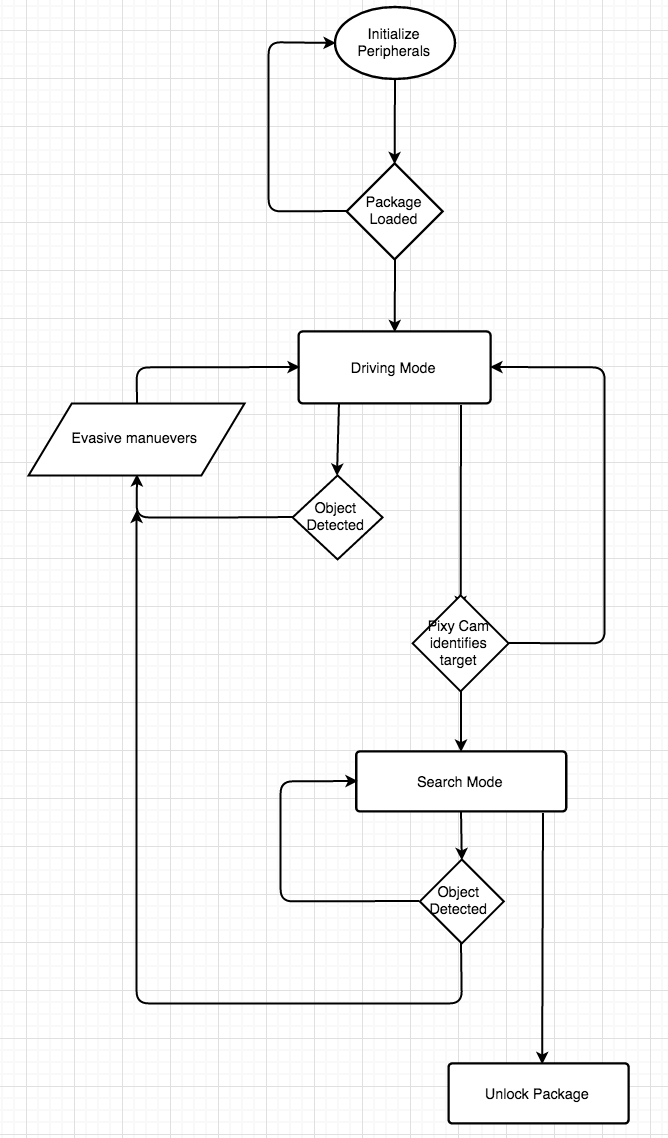 Initialize
Peripherals
Package
Loaded
Driving Mode
Evasive manuevers
Object
Detected
Pixy Cam
identifies
target
Search Mode
Object
Detected
Unlock Package